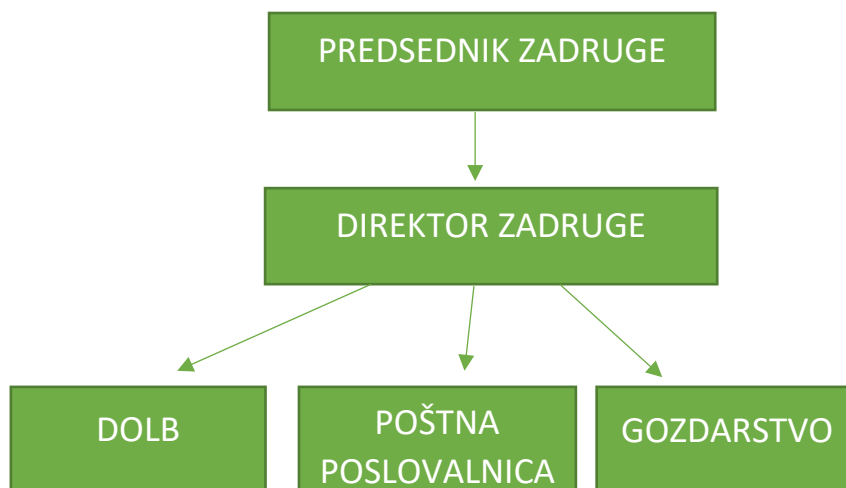 PREDSEDNIK ZADRUGE
DIREKTOR ZADRUGE
DOLB
POŠTNA
POSLOVALNICA
GOZDARSTVO